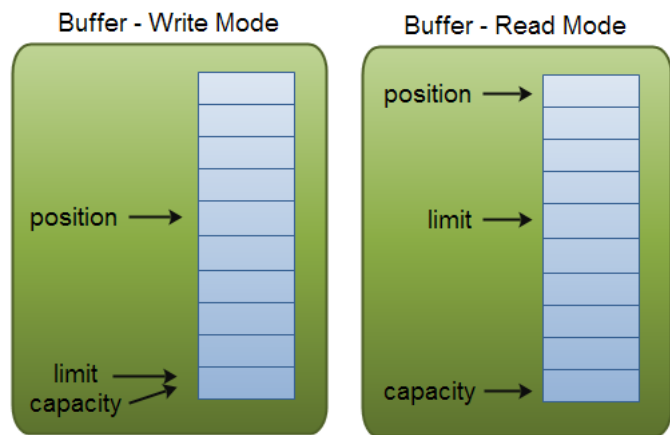 Buffer - Write Mode
position
limit
capacity
Buffer - Read Mode
position
limit
capacity